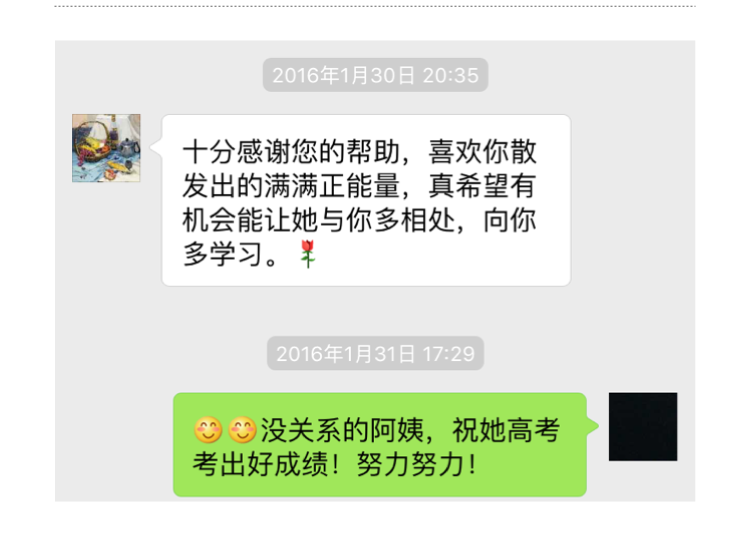 2016年1月30日 20:35
十分感谢您的帮助，喜欢你散
发出的满满正能量，真希望有
机会能让她与你多相处，向你
多学习。🌹
2016年1月31日 17:29
😊😊没关系的阿姨，祝她高考
考出好成绩！努力努力！